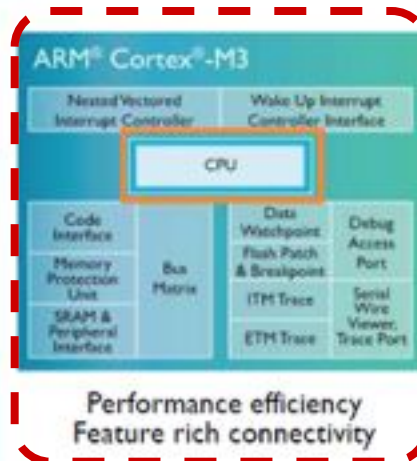 ARM® Cortex®-M3
Nested Vectored
Interrupt Controller
Wake Up Interrupt
Controller Interface
CPU
Code
Interface
Memory
Protection
Unit
SRAM &
Peripheral
Interface
Bus
Matrix
Data
Watchpoint
Flash Patch
& Breakpoint
ITM Trace
ETM Trace
Debug
Access
Port
Serial
Wire
Viewer,
Trace Port
Performance efficiency
Feature rich connectivity